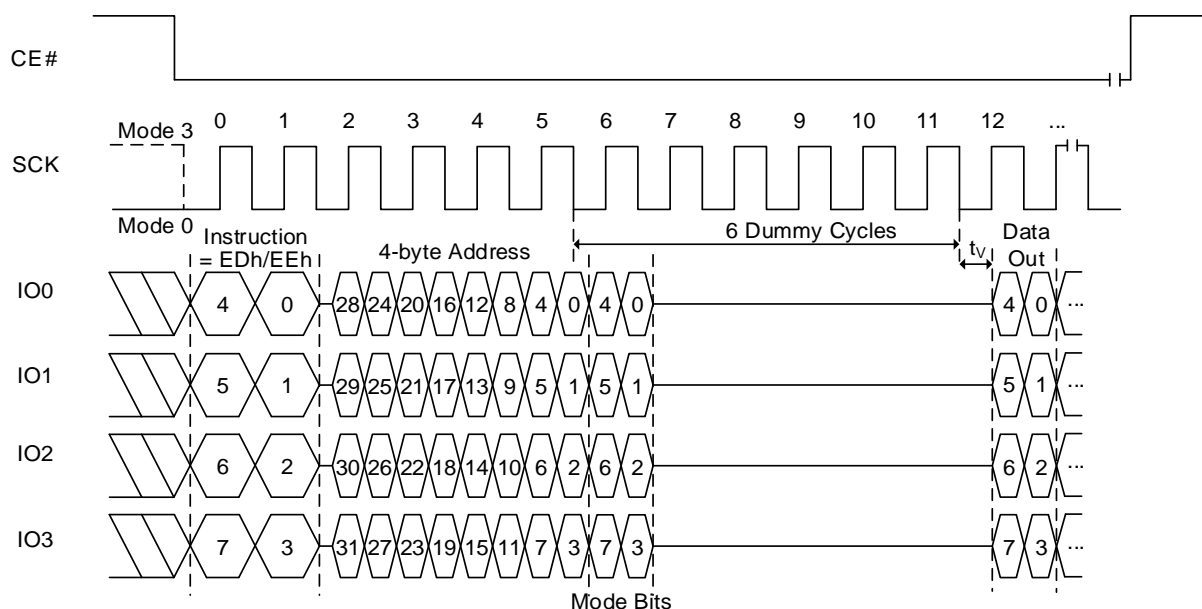 CE#
0 1 2 3 4 5 6 7 8 9 10 11 12 ...
Mode 3
SCK
Mode 0
Instruction
= EDh/EEh
4-byte Address
6 Dummy Cycles
tV
Data
Out
IO0 4 0 28 24 20 16 12 8 4 0 4 0 4 0 ...
IO1 5 1 29 25 21 17 13 9 5 1 5 1 5 1 ...
IO2 6 2 30 26 22 18 14 10 6 2 6 2 6 2 ...
IO3 7 3 31 27 23 19 15 11 7 3 7 3 7 3 ...
Mode Bits